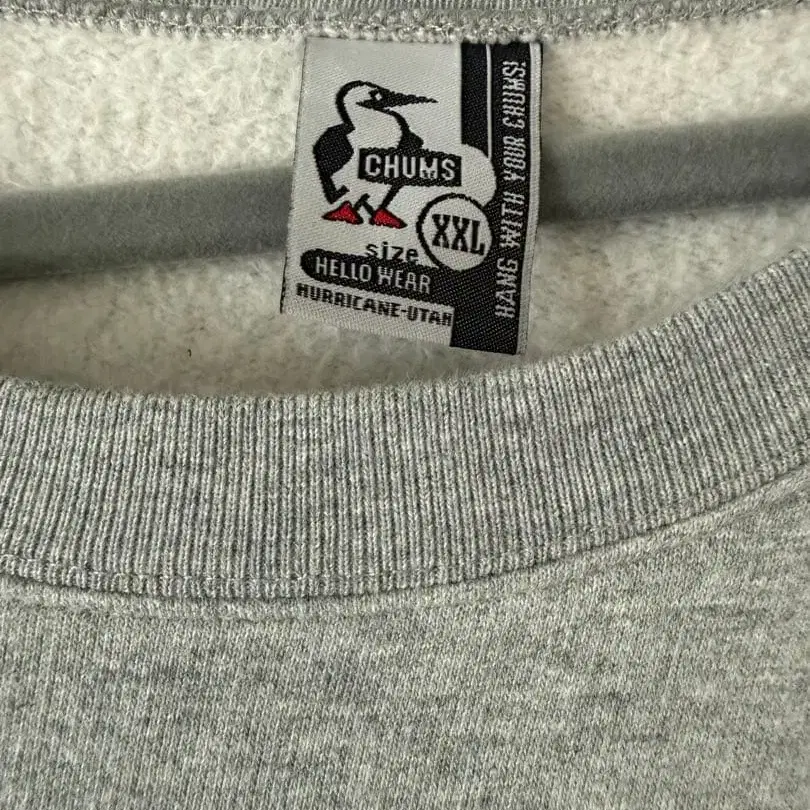 CHUMS
XXL
size
HELLO WEAR
HURRICANE-UTAH
HANG WITH YOUR CHUMS!